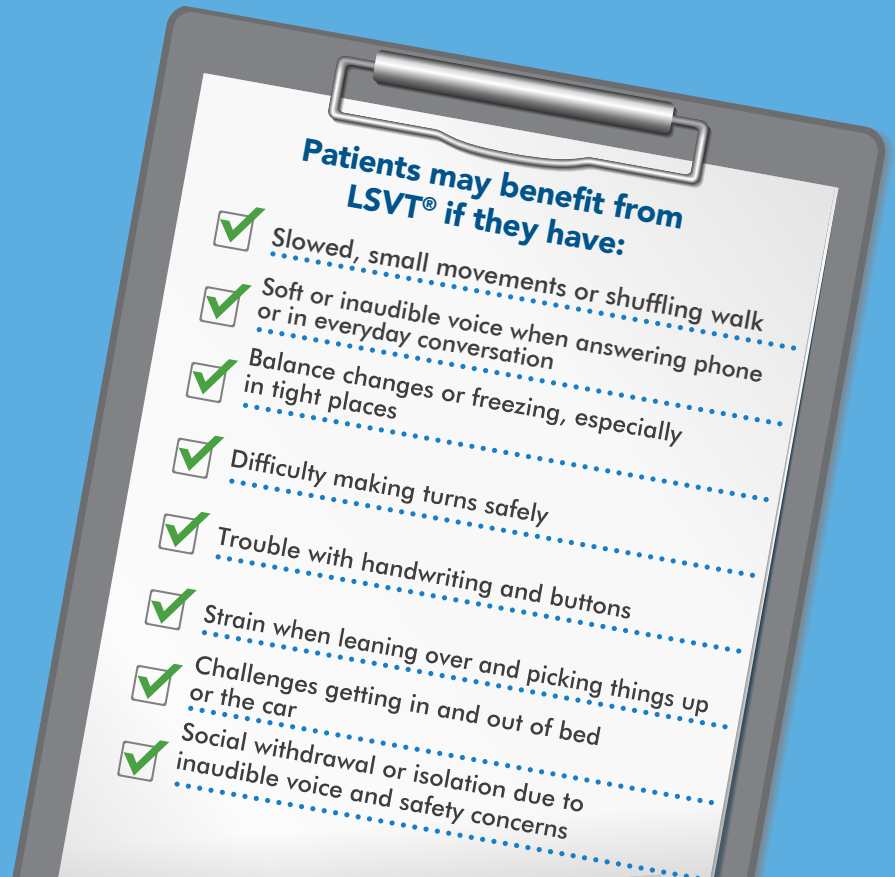 Patients may benefit from
LSVT® if they have:
Slowed, small movements or shuffling walk
Soft or inaudible voice when answering phone
or in everyday conversation
Balance changes or freezing, especially
in tight places
Difficulty making turns safely
Trouble with handwriting and buttons
Strain when leaning over and picking things up
Challenges getting in and out of bed
or the car
Social withdrawal or isolation due to
inaudible voice and safety concerns